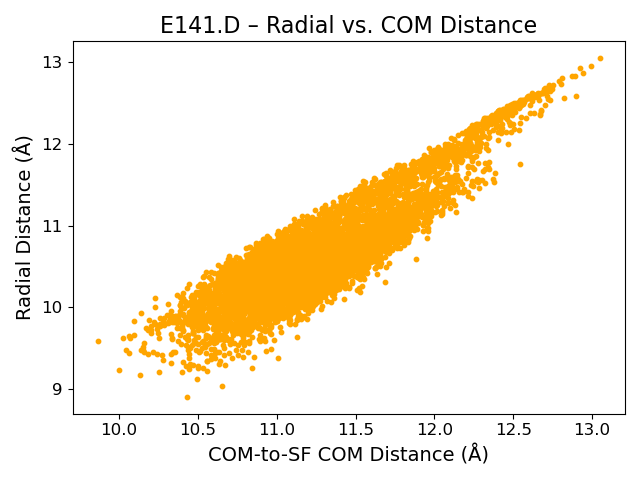 E141.D – Radial vs. COM Distance
13
12
11
10
9
Radial Distance (Å)
10.0 10.5 11.0 11.5 12.0 12.5 13.0
COM-to-SF COM Distance (Å)